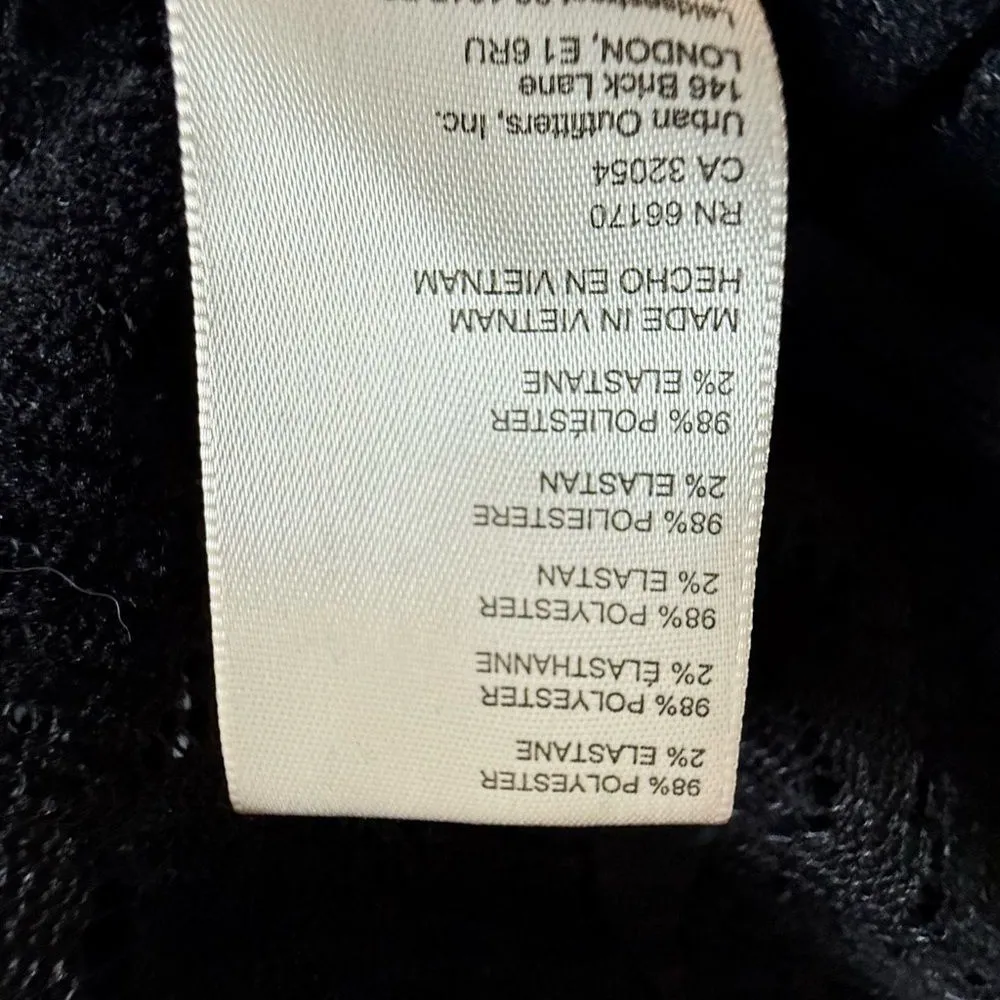 98% POLYESTER
2% ELASTANE
98% POLYESTER
2% ÉLASTHANNE
98% POLYESTER
2% ELASTAN
98% POLIESTERE
2% ELASTAN
98% POLIÉSTER
2% ELASTANE
MADE IN VIETNAM
HECHO EN VIETNAM
RN 66170
CA 32054
Urban Outfitters, Inc.
146 Brick Lane
LONDON, E1 6RU